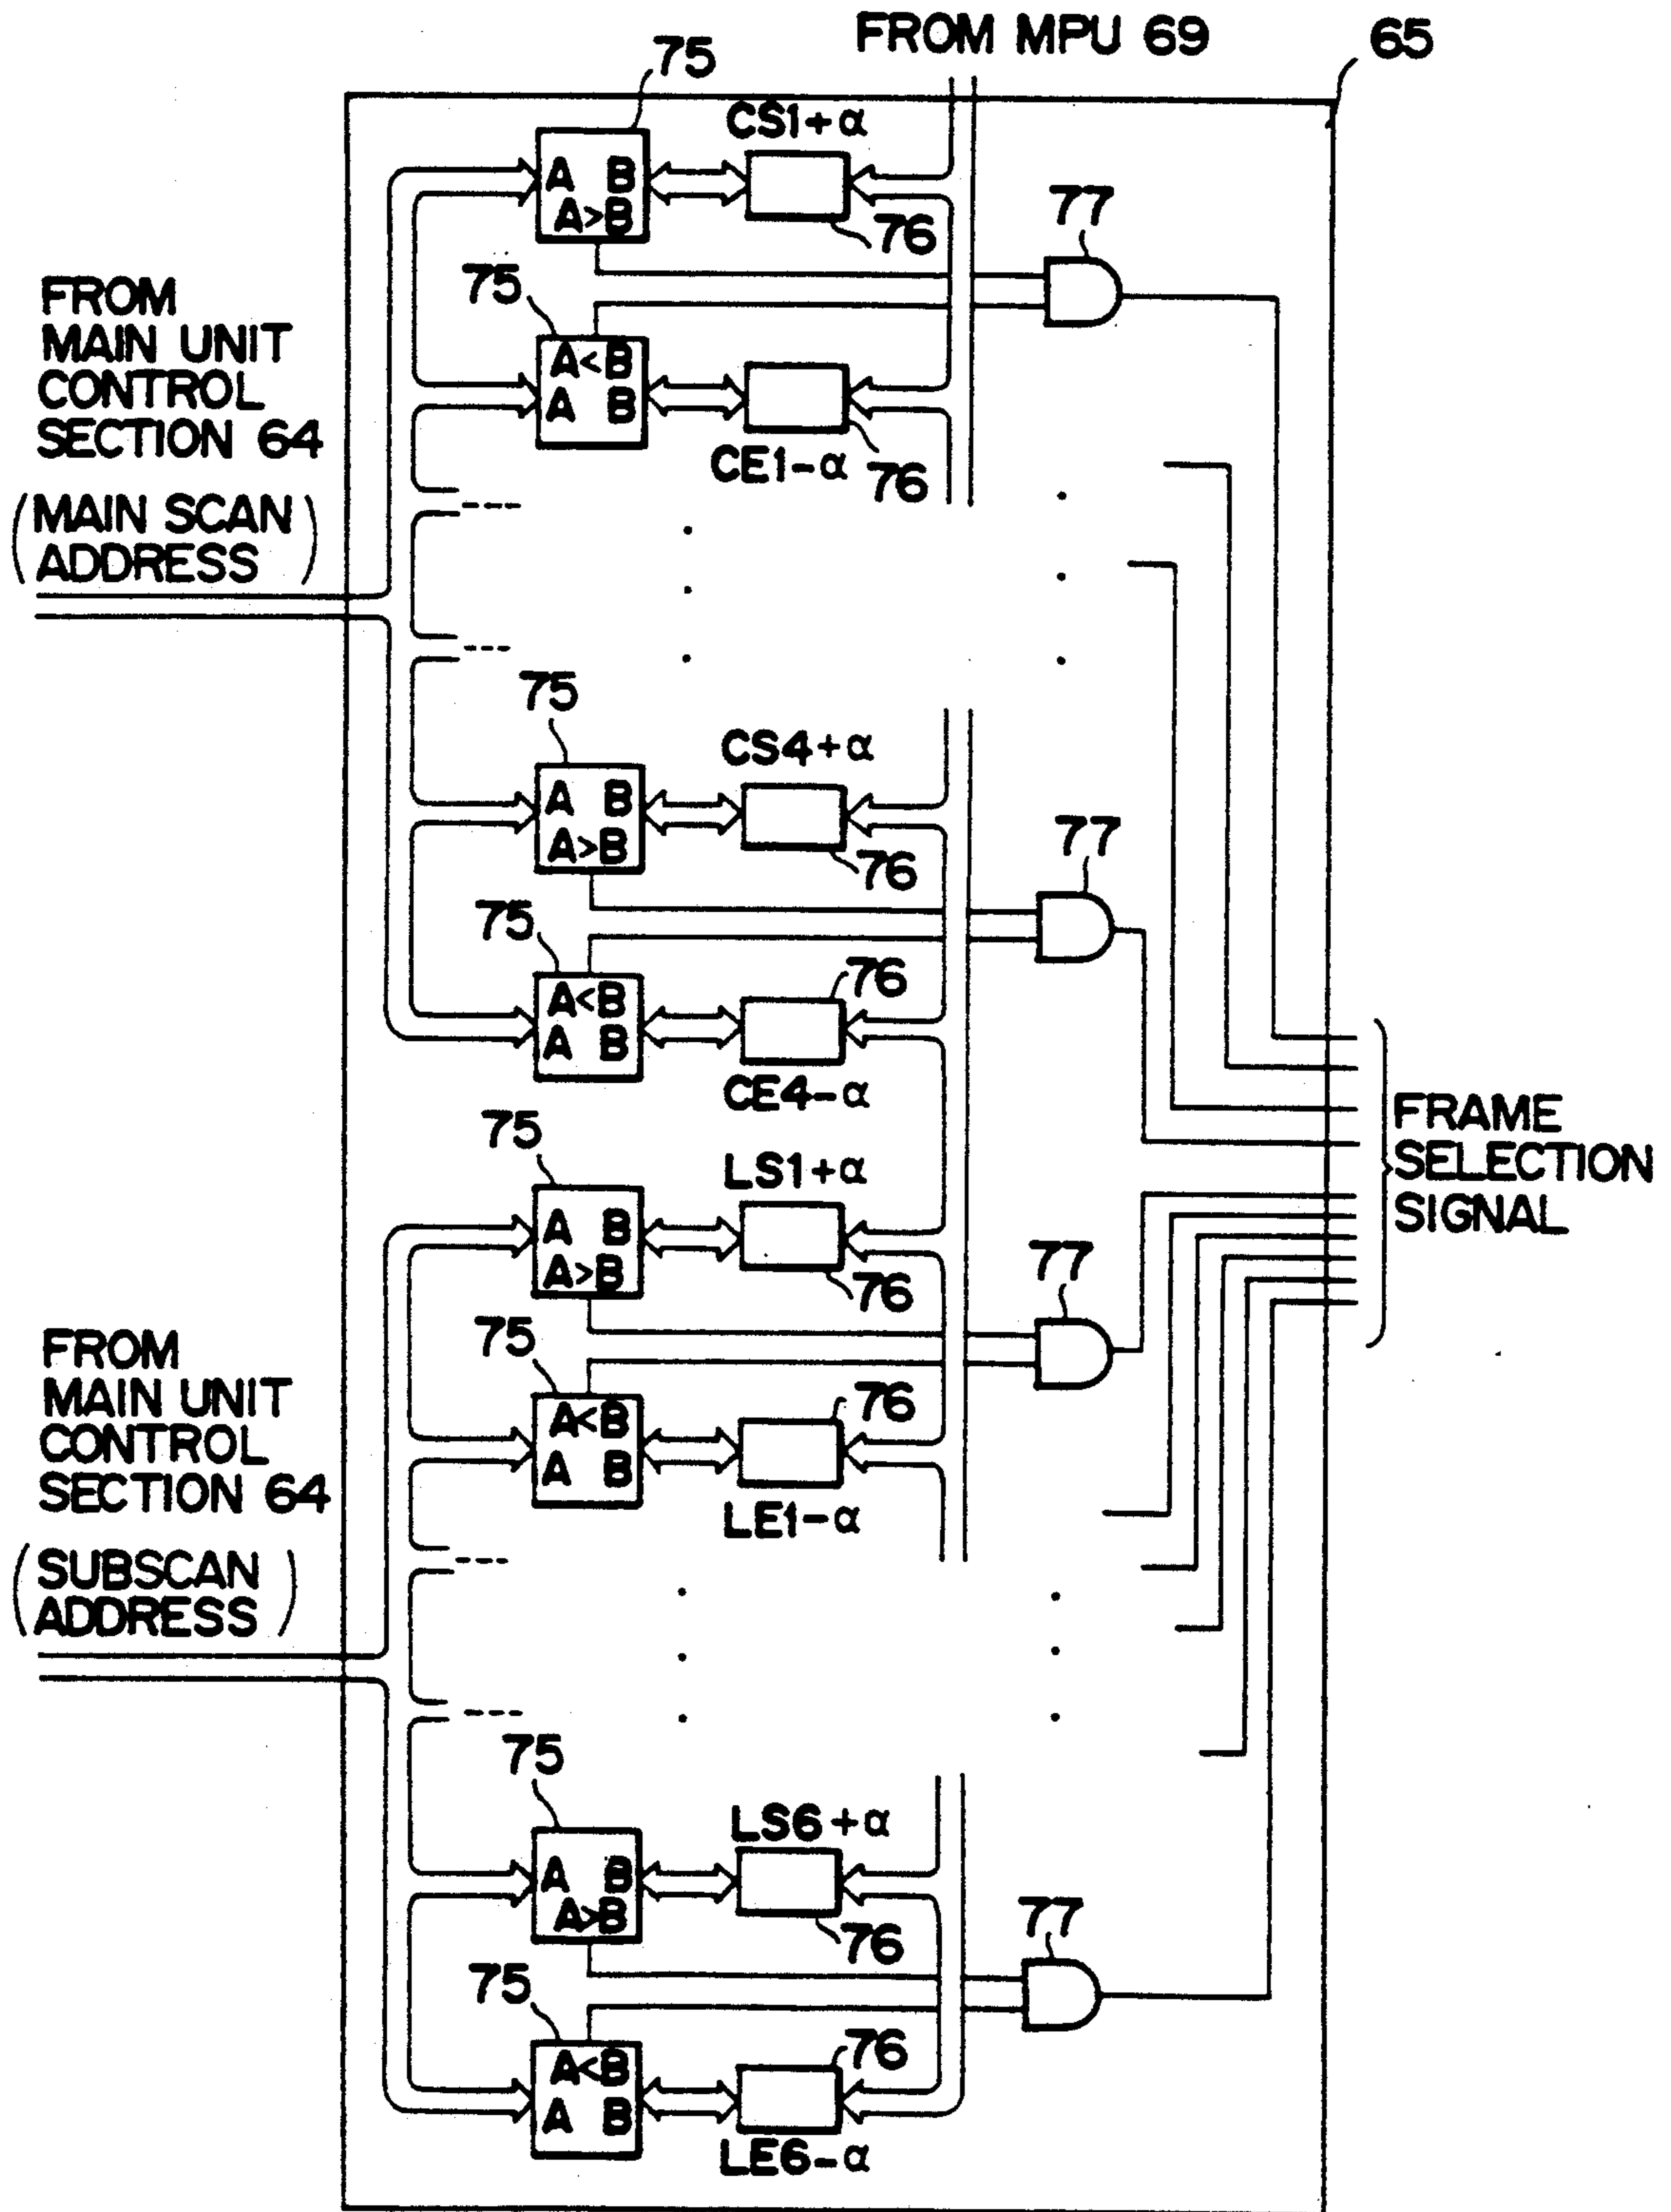 FROM MPU 69
65
75
CS1+α
A B
A>B
76
77
75
A<B
A B
CE1-α
76
FROM
MAIN UNIT
CONTROL
SECTION 64
(MAIN SCAN
ADDRESS)
75
CS4+α
A B
A>B
76
77
75
A<B
A B
76
CE4-α
75
LS1+α
A B
A>B
76
77
75
A<B
A B
76
LE1-α
FRAME
SELECTION
SIGNAL
FROM
MAIN UNIT
CONTROL
SECTION 64
(SUBSCAN
ADDRESS)
75
LS6+α
A B
A>B
76
77
75
A<B
A B
76
LE6-α